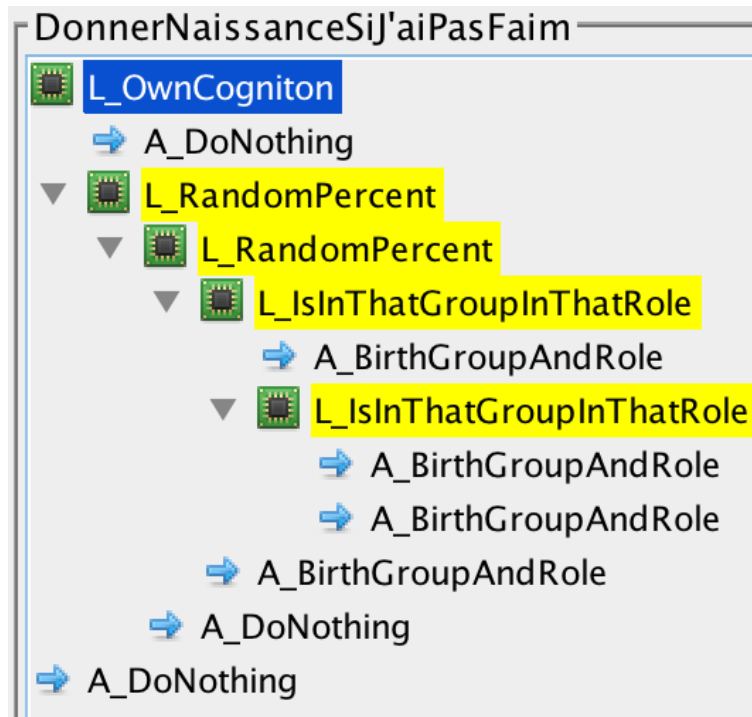 DonnerNaissanceSiJ'aiPasFaim
L_OwnCogniton
A_DoNothing
L_RandomPercent
L_RandomPercent
L_IsInThatGroupInThatRole
A_BirthGroupAndRole
L_IsInThatGroupInThatRole
A_BirthGroupAndRole
A_BirthGroupAndRole
A_BirthGroupAndRole
A_DoNothing
A_DoNothing